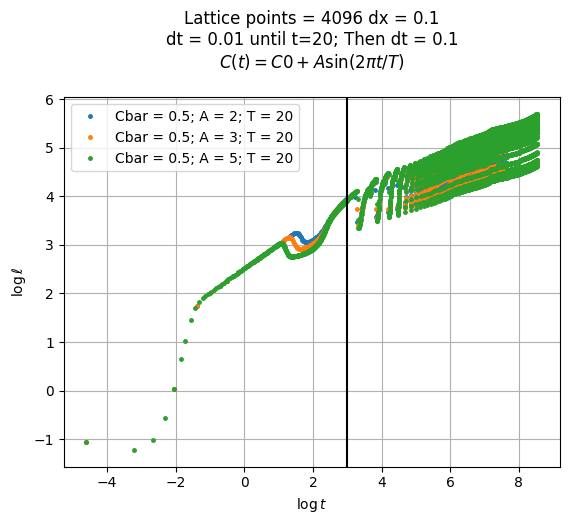 Lattice points = 4096 dx = 0.1
dt = 0.01 until t=20; Then dt = 0.1
C(t) = C0 + A sin(2πt/T)
6
5
4
3
2
1
0
−1
log ℓ
Cbar = 0.5; A = 2; T = 20
Cbar = 0.5; A = 3; T = 20
Cbar = 0.5; A = 5; T = 20
−4 −2 0 2 4 6 8
log t